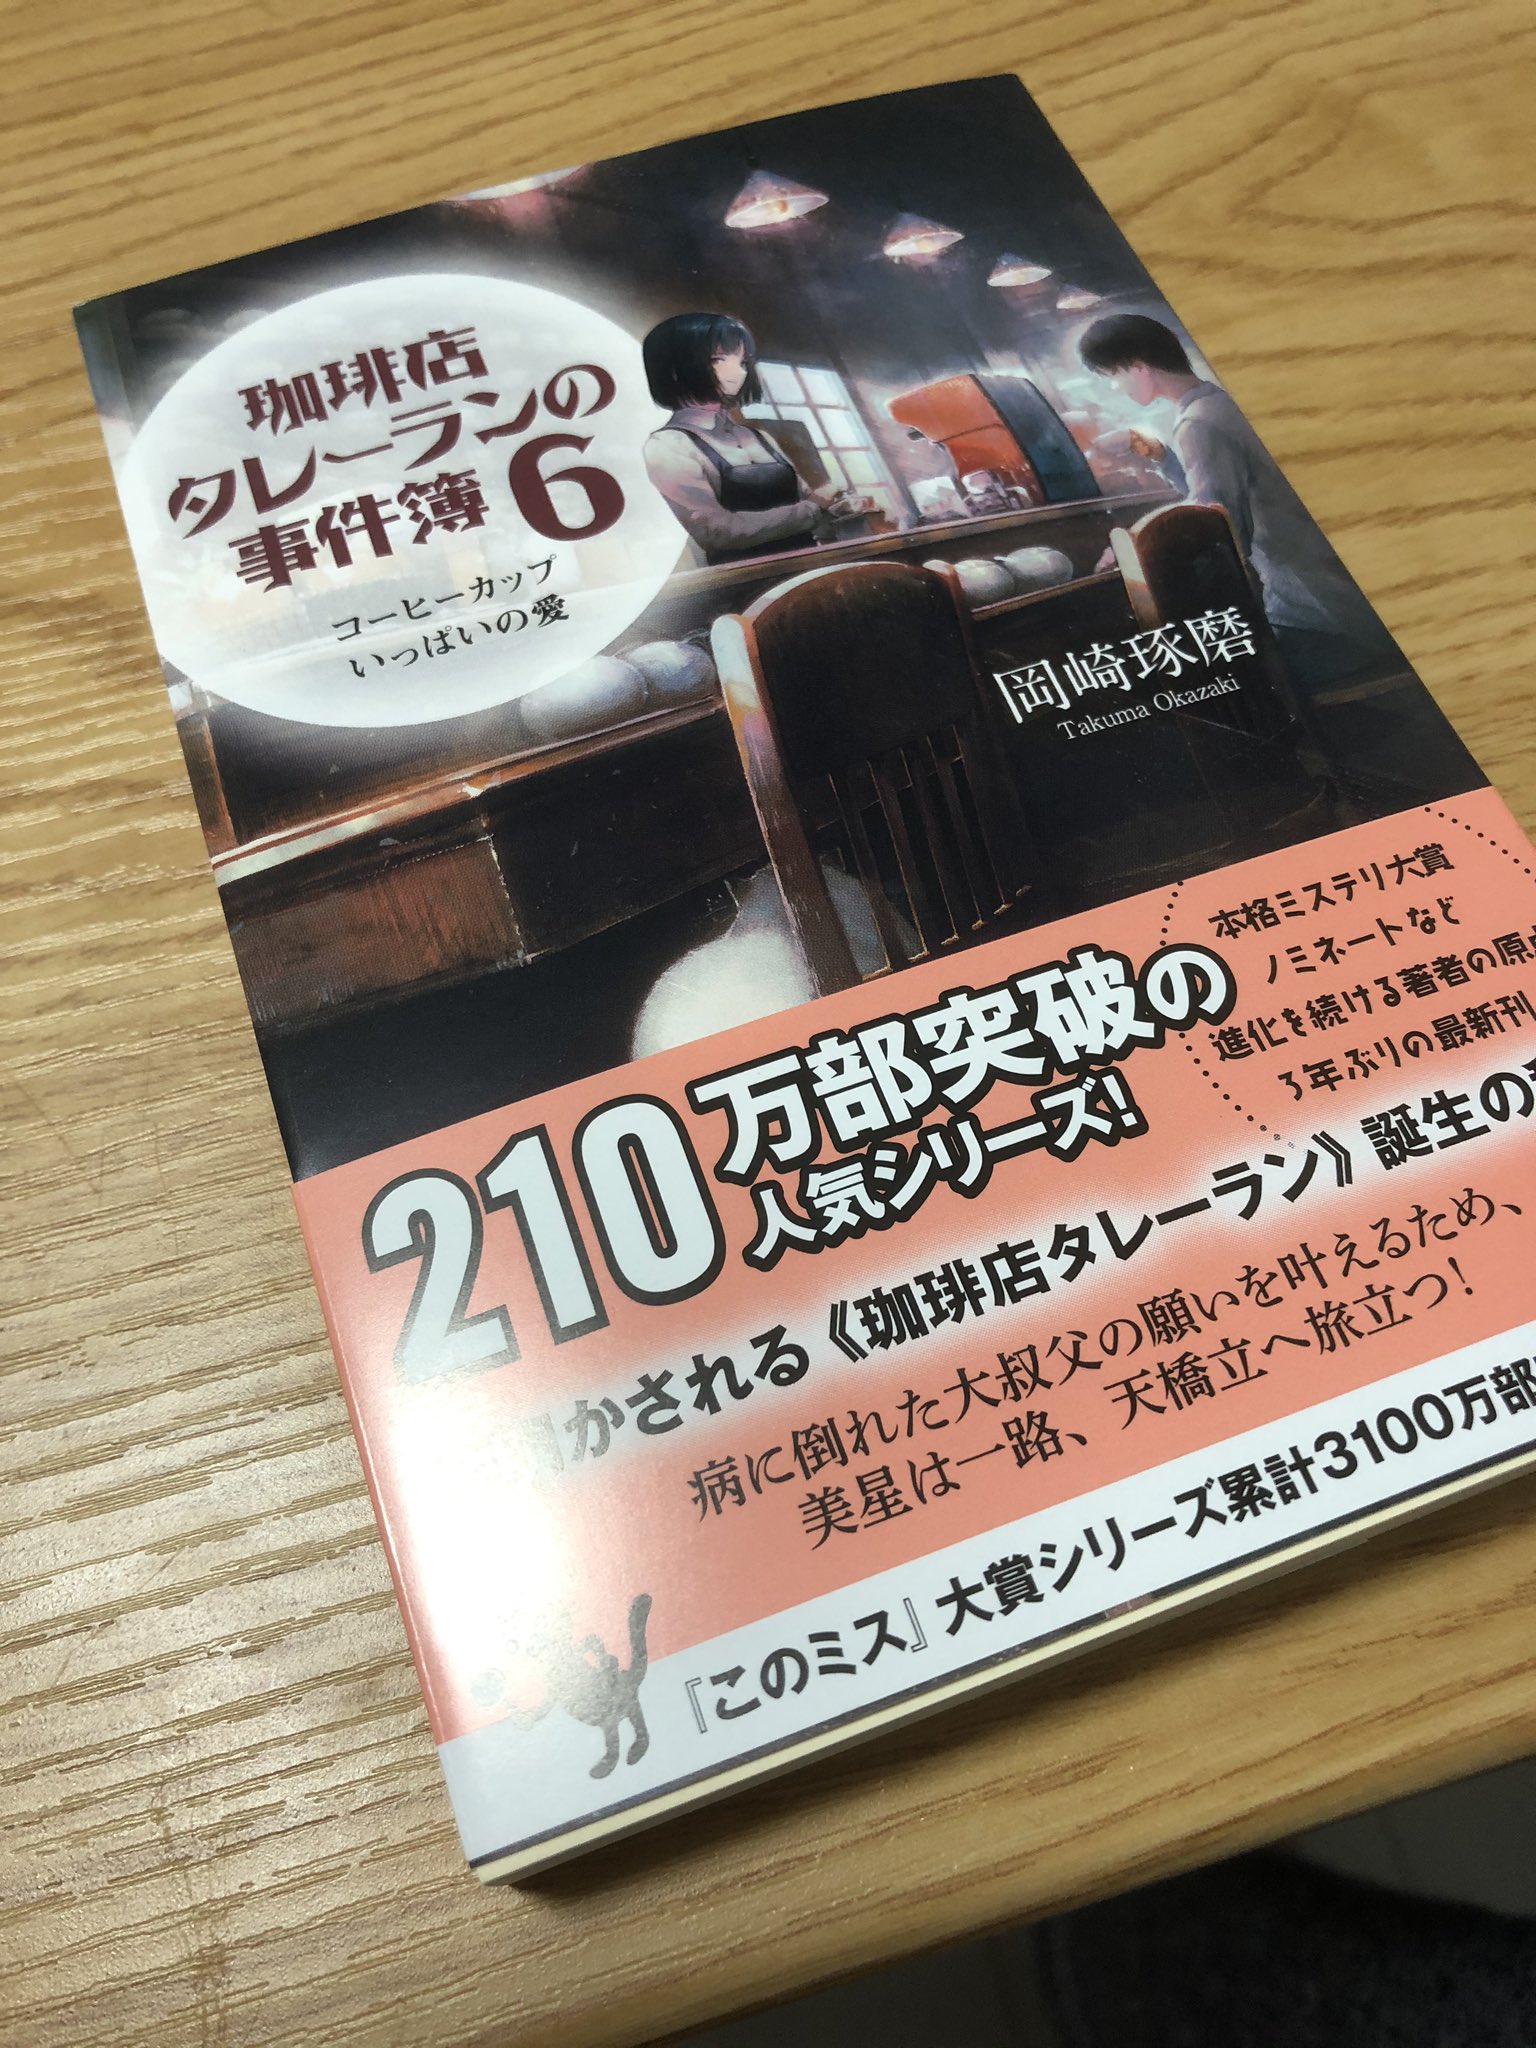 珈琲店
タレーランの
事件簿 6
コーヒーカップ
いっぱいの愛
岡崎琢磨
Takuma Okazaki
本格ミステリ大賞
ノミネートなど
進化を続ける著者の
3年ぶりの最新刊
210万部突破の
人気シリーズ!
かされる《珈琲店タレーラン》誕生の
病に倒れた大叔父の願いを叶えるため、
美星は一路、天橋立へ旅立つ!
『このミス』大賞シリーズ累計3100万部